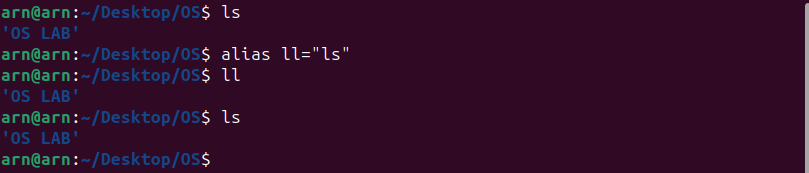 arn@arn:~/Desktop/OS$ ls
'OS LAB'
arn@arn:~/Desktop/OS$ alias ll="ls"
arn@arn:~/Desktop/OS$ ll
'OS LAB'
arn@arn:~/Desktop/OS$ ls
'OS LAB'
arn@arn:~/Desktop/OS$